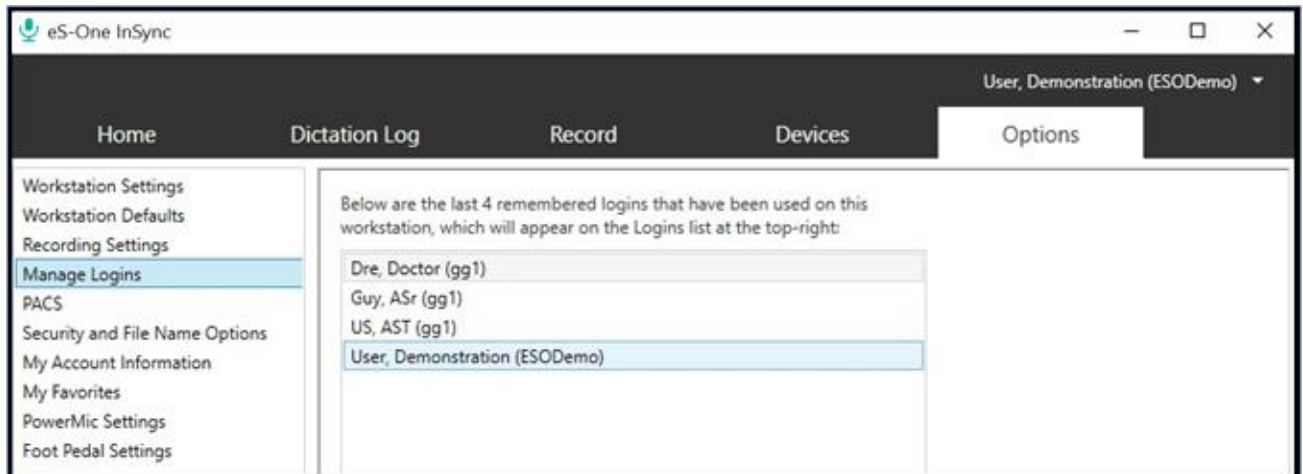 eS-One InSync
User, Demonstration (ESODemo)
Home Dictation Log Record Devices Options
Workstation Settings
Workstation Defaults
Recording Settings
Manage Logins
PACS
Security and File Name Options
My Account Information
My Favorites
PowerMic Settings
Foot Pedal Settings
Below are the last 4 remembered logins that have been used on this
workstation, which will appear on the Logins list at the top-right:
Dre, Doctor (gg1)
Guy, ASr (gg1)
US, AST (gg1)
User, Demonstration (ESODemo)